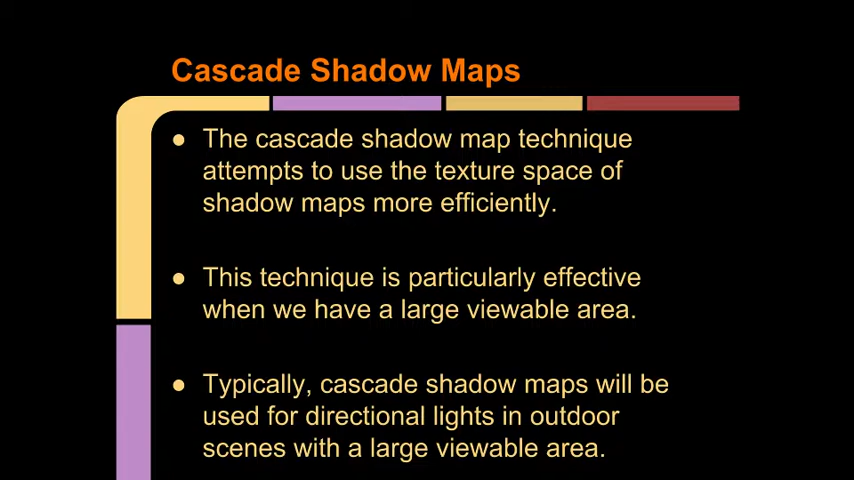 Cascade Shadow Maps
● The cascade shadow map technique
attempts to use the texture space of
shadow maps more efficiently.
● This technique is particularly effective
when we have a large viewable area.
● Typically, cascade shadow maps will be
used for directional lights in outdoor
scenes with a large viewable area.